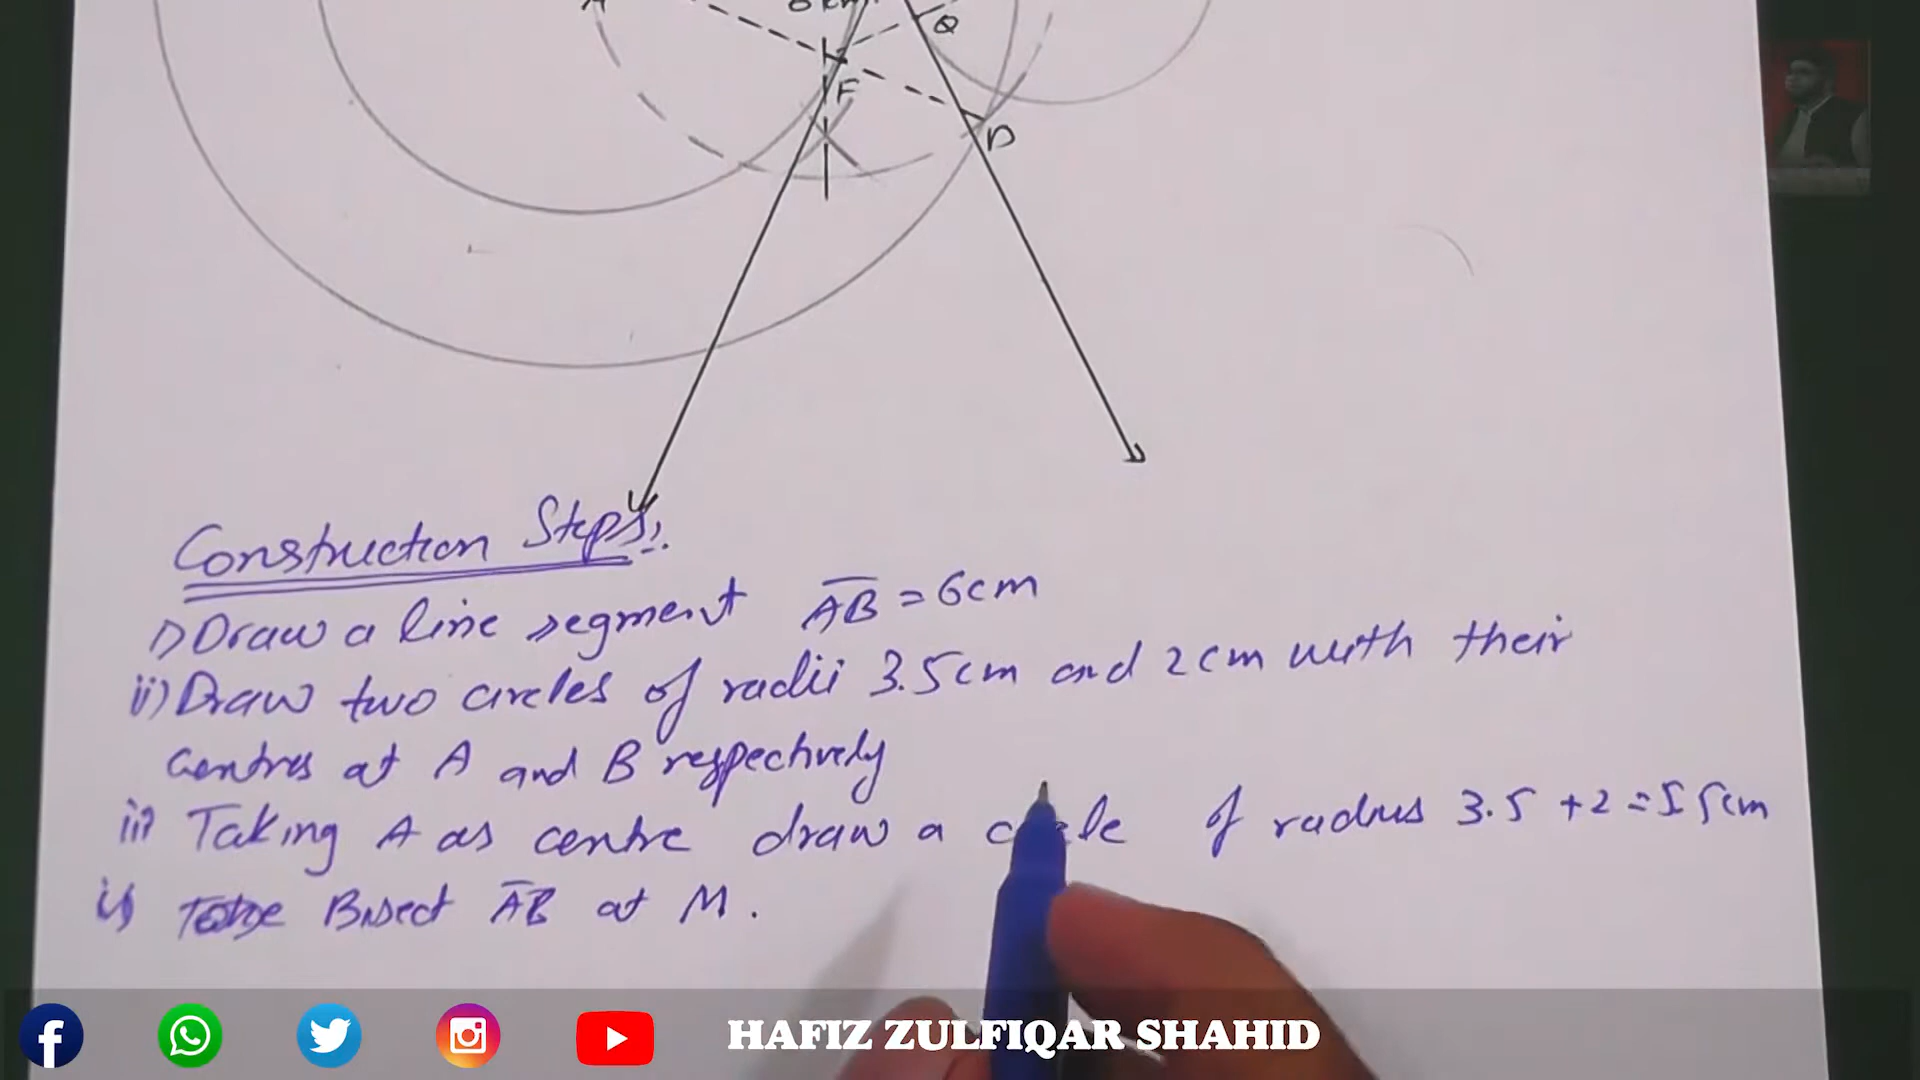 A 6cm Q
F
D
Construction Steps:
i) Draw a line segment AB = 6cm
ii) Draw two circles of radii 3.5cm and 2cm with their
centres at A and B respectively
iii) Taking A as centre draw a circle of radius 3.5 + 2 = 5.5cm
Bisect AB at M.
HAFIZ ZULFIQAR SHAHID